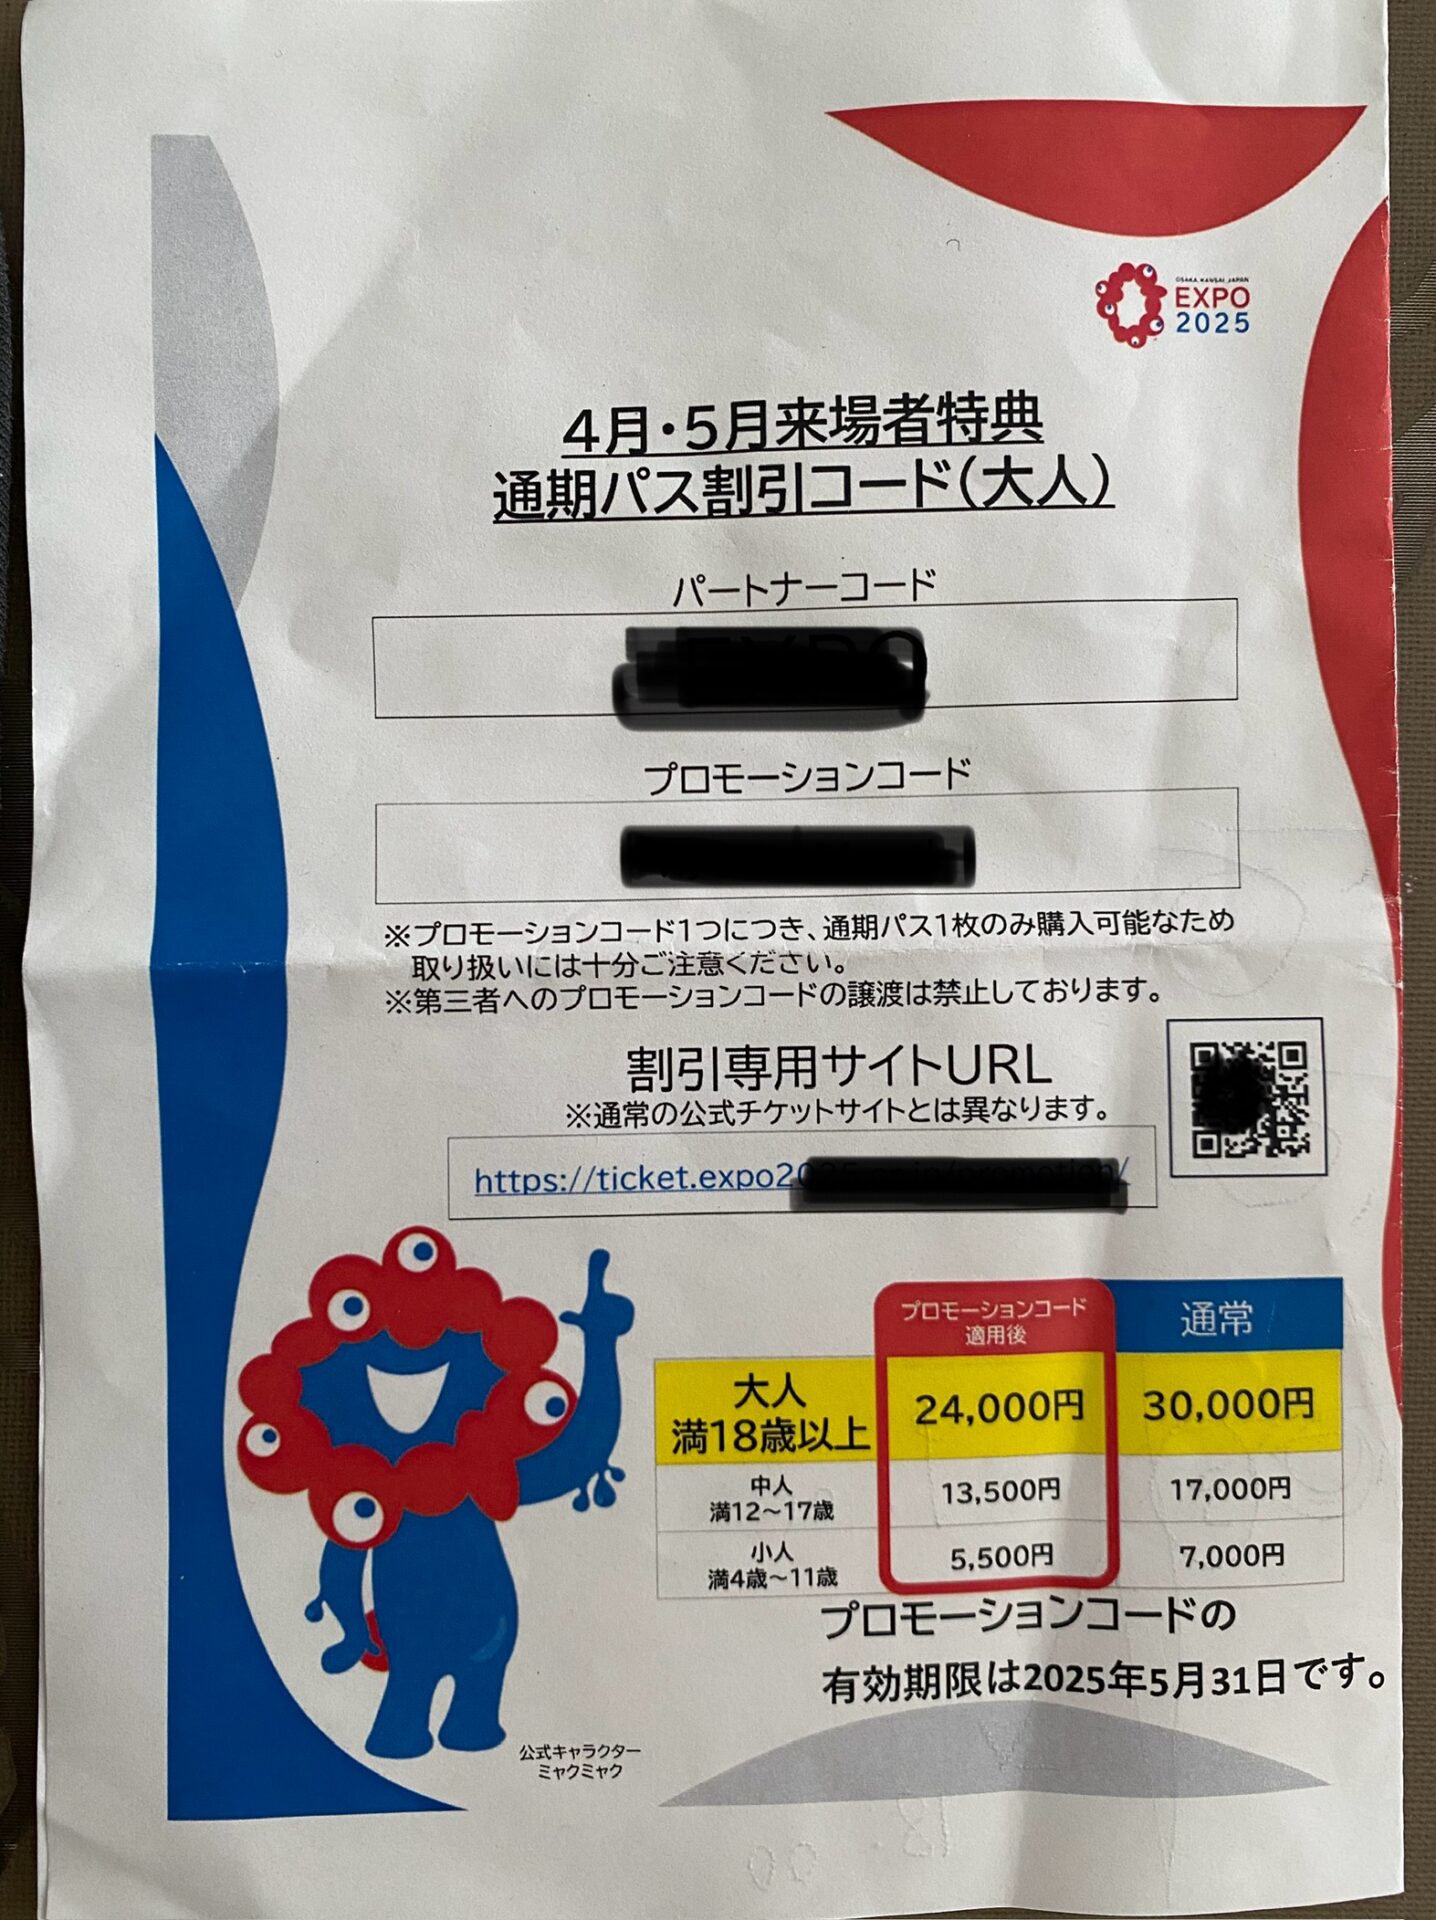 OSAKA, KANSAI, JAPAN
EXPO
2025
4月・5月来場者特典
通期パス割引コード（大人）
パートナーコード
プロモーションコード
※プロモーションコード1つにつき、通期パス1枚のみ購入可能なため
取り扱いには十分ご注意ください。
※第三者へのプロモーションコードの譲渡は禁止しております。
割引専用サイトURL
※通常の公式チケットサイトとは異なります。
https://ticket.expo2
プロモーションコード
適用後
通常
大人
満18歳以上
24,000円
30,000円
中人
満12～17歳
13,500円
17,000円
小人
満4歳～11歳
5,500円
7,000円
プロモーションコードの
有効期限は2025年5月31日です。
公式キャラクター
ミャクミャク